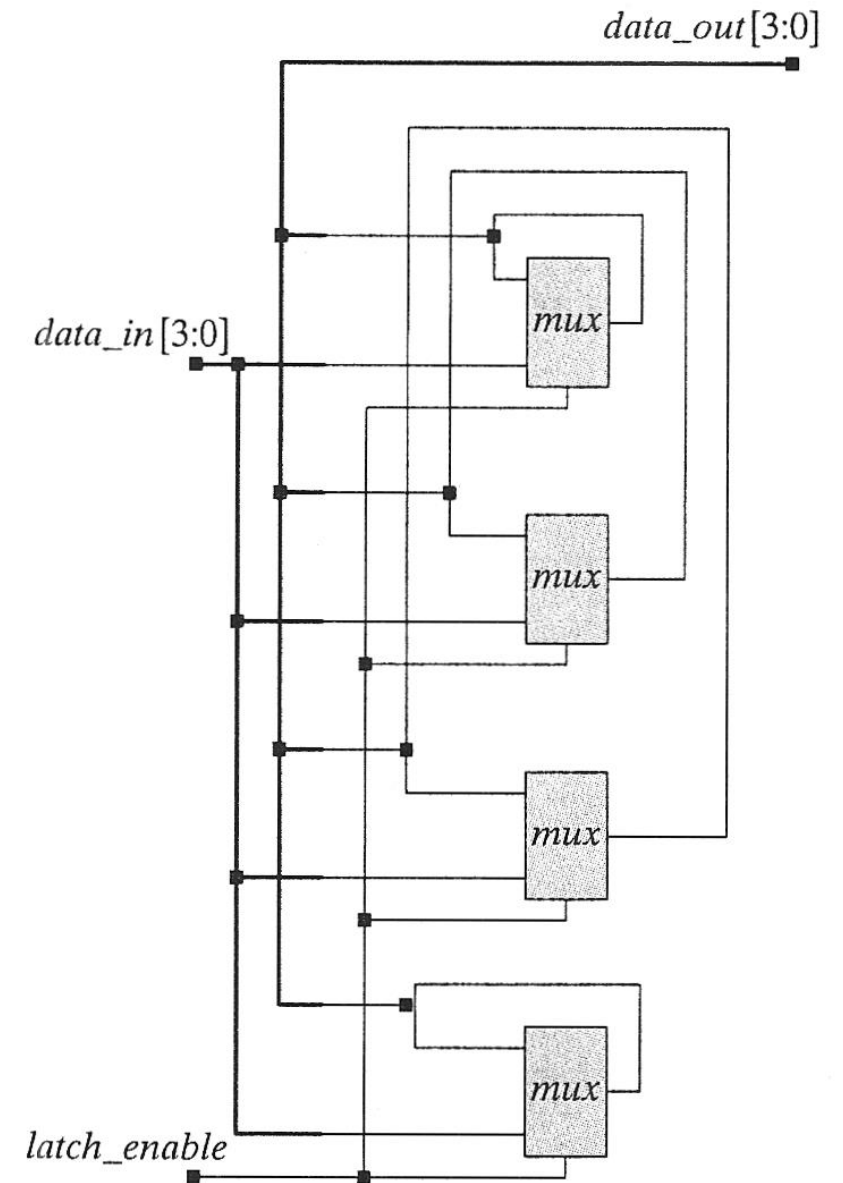 data_out[3:0]
mux
data_in[3:0]
mux
mux
mux
latch_enable